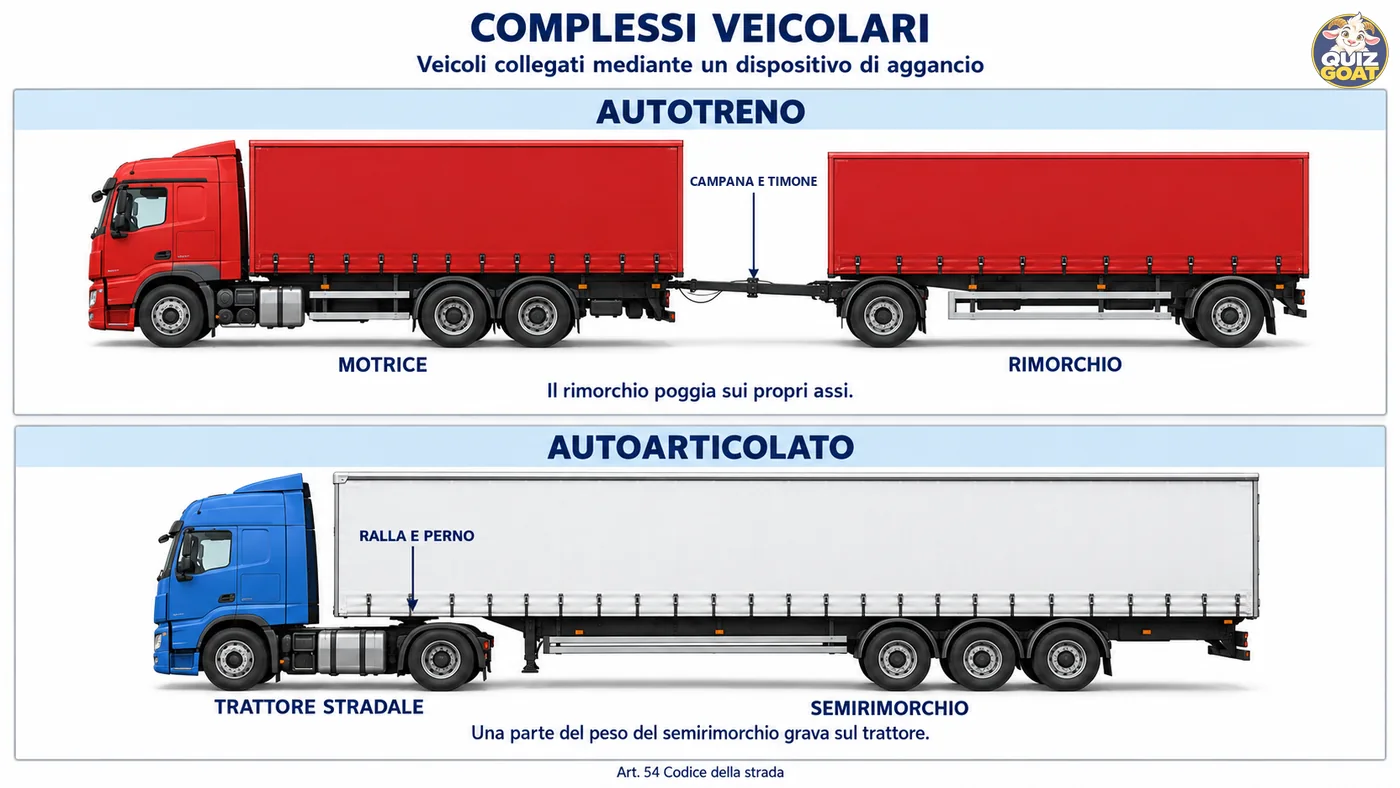 COMPLESSI VEICOLARI
Veicoli collegati mediante un dispositivo di aggancio
QUIZ
GOAT
AUTOTRENO
CAMPANA E TIMONE
MOTRICE
RIMORCHIO
Il rimorchio poggia sui propri assi.
AUTOARTICOLATO
RALLA E PERNO
TRATTORE STRADALE
SEMIRIMORCHIO
Una parte del peso del semirimorchio grava sul trattore.
Art. 54 Codice della strada